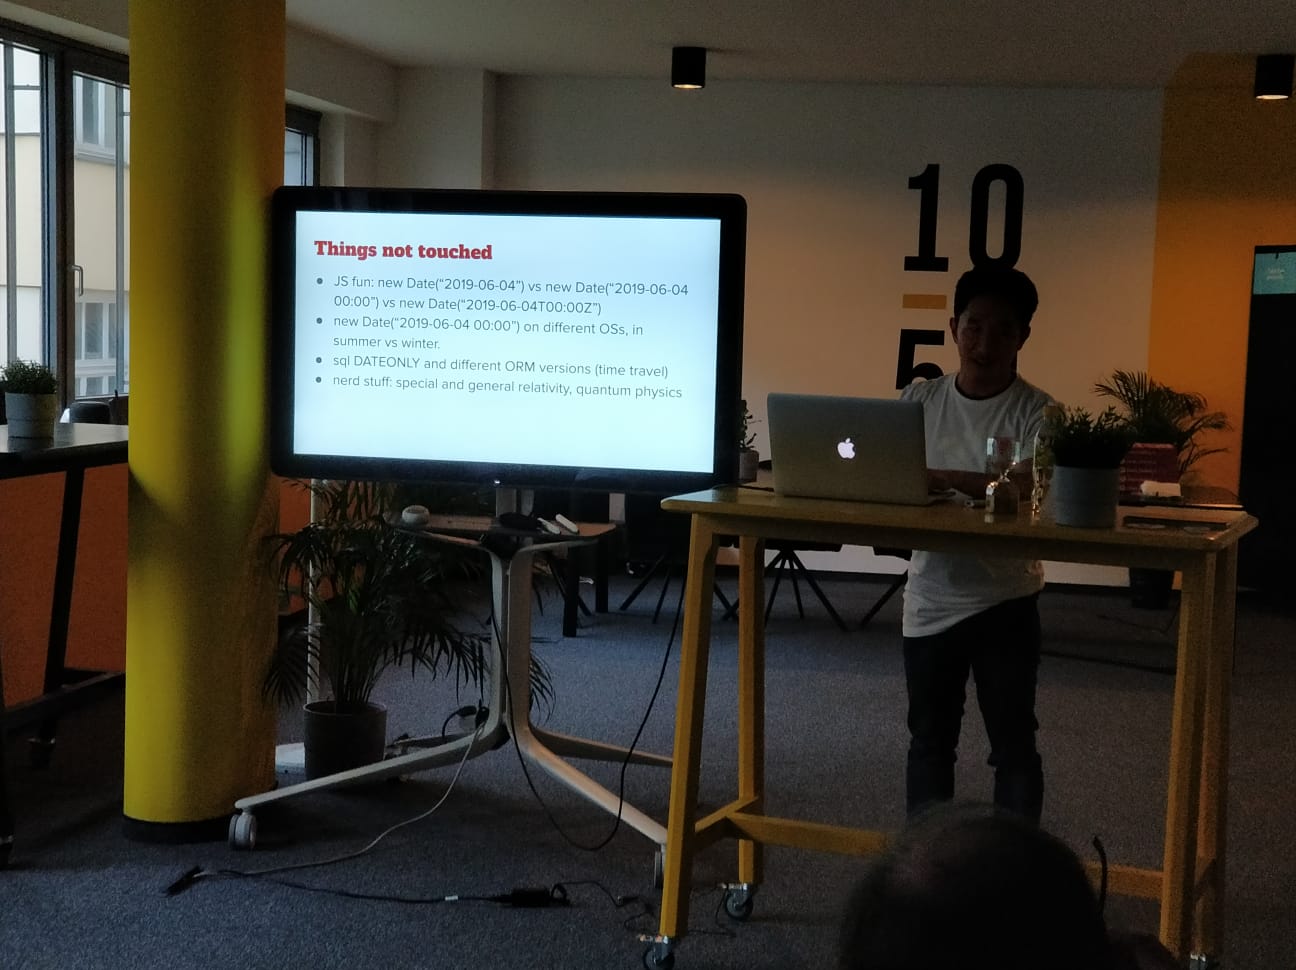 Things not touched
JS fun: new Date(“2019-06-04”) vs new Date(“2019-06-04
00:00”) vs new Date(“2019-06-04T00:00Z”)
new Date(“2019-06-04 00:00”) on different OSs, in
summer vs winter.
sql DATEONLY and different ORM versions (time travel)
nerd stuff: special and general relativity, quantum physics
10